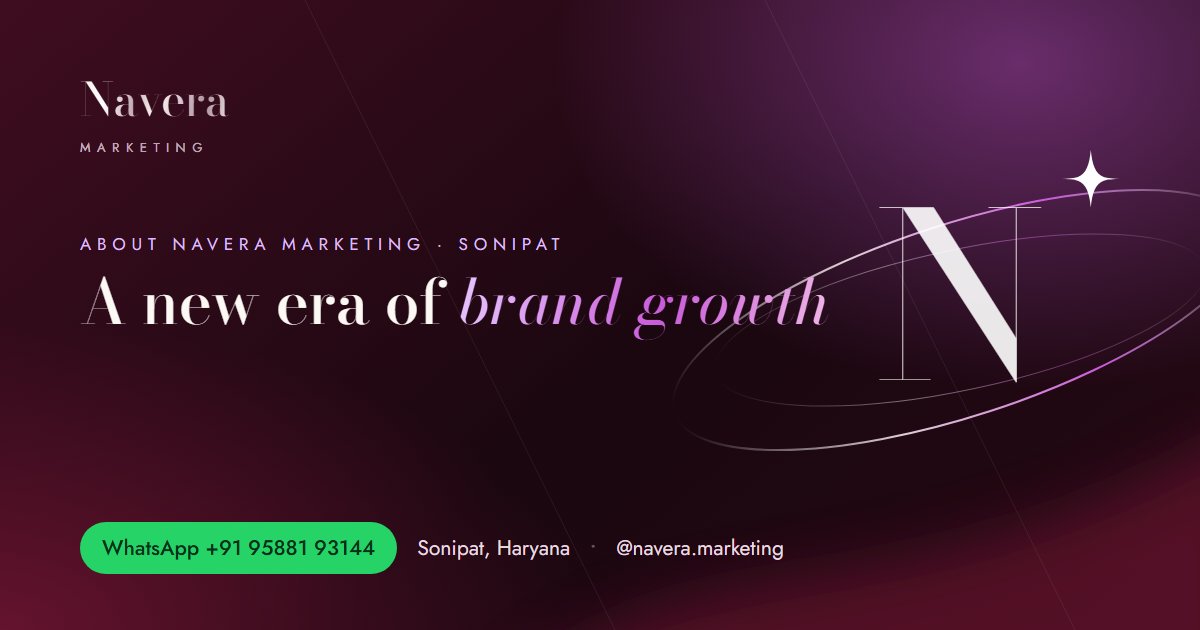 Navera
MARKETING
ABOUT NAVERA MARKETING · SONIPAT
A new era of brand growth
N
WhatsApp +91 95881 93144
Sonipat, Haryana · @navera.marketing